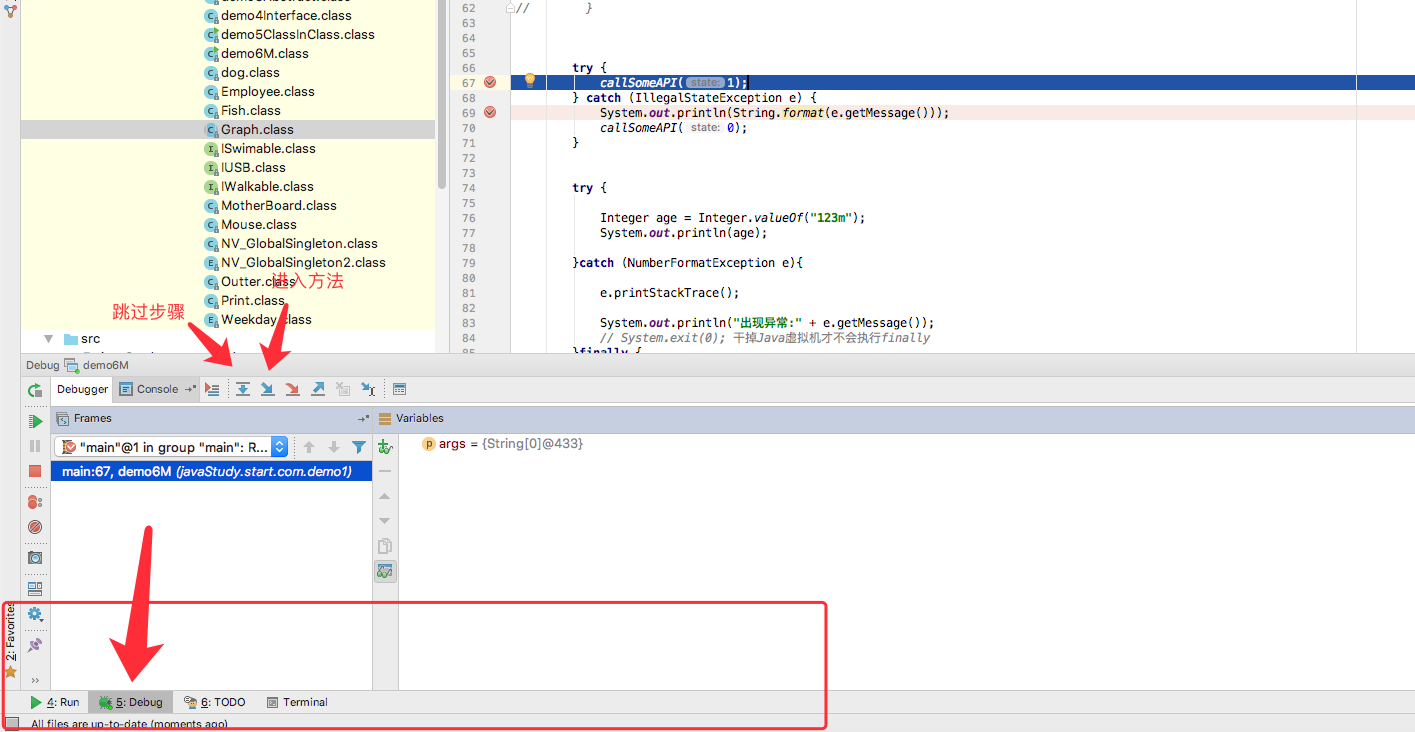 demo4Interface.class
demo5ClassInClass.class
demo6M.class
dog.class
Employee.class
Fish.class
Graph.class
ISwimable.class
IUSB.class
IWalkable.class
MotherBoard.class
Mouse.class
NV_GlobalSingleton.class
NV_GlobalSingleton2.class
Outter.class
进入方法
Print.class
跳过步骤
Weekday.class
src
62 // }
63
64
65
66 try {
67 callSomeAPI( state: 1);
68 } catch (IllegalStateException e) {
69 System.out.println(String.format(e.getMessage()));
70 callSomeAPI( state: 0);
71 }
72
73
74 try {
75
76 Integer age = Integer.valueOf("123m");
77 System.out.println(age);
78
79 }catch (NumberFormatException e){
80
81 e.printStackTrace();
82
83 System.out.println("出现异常:" + e.getMessage());
84 // System.exit(0); 干掉Java虚拟机才不会执行finally
85 }finally {
Debug demo6M
Debugger Console
Frames Variables
"main"@1 in group "main": R...
args = {String[0]@433}
main:67, demo6M (javaStudy.start.com.demo1)
2: Favorites
4: Run 5: Debug 6: TODO Terminal
All files are up-to-date (moments ago)